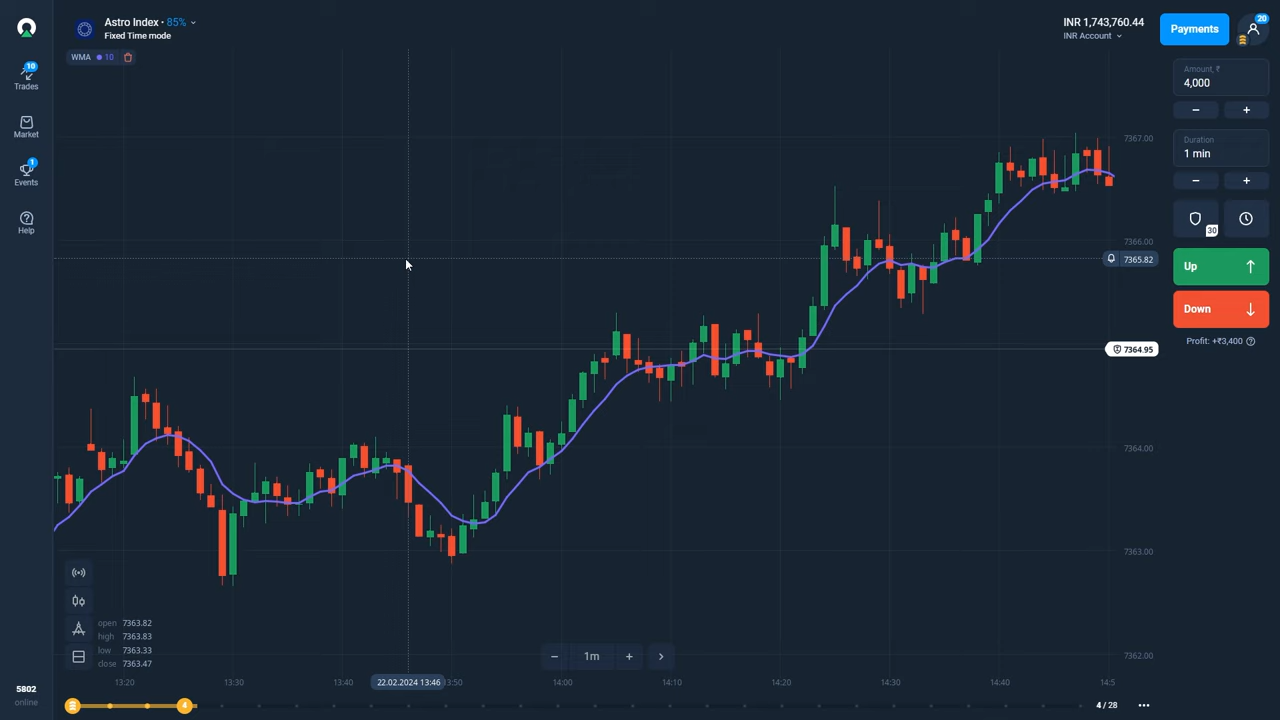 Astro Index · 85%
Fixed Time mode
INR 1,743,760.44
INR Account
Payments
20
WMA 10
10
Trades
Market
1
Events
Help
Amount, ₹
4,000
Duration
1 min
30
Up
Down
Profit: +₹3,400
7367.00
7366.00
7365.82
7364.95
7364.00
7363.00
7362.00
open 7363.82
high 7363.83
low 7363.33
close 7363.47
1m
13:20
13:30
13:40
22.02.2024 13:46
3:50
14:00
14:10
14:20
14:30
14:40
14:5
5802
online
4
4 / 28